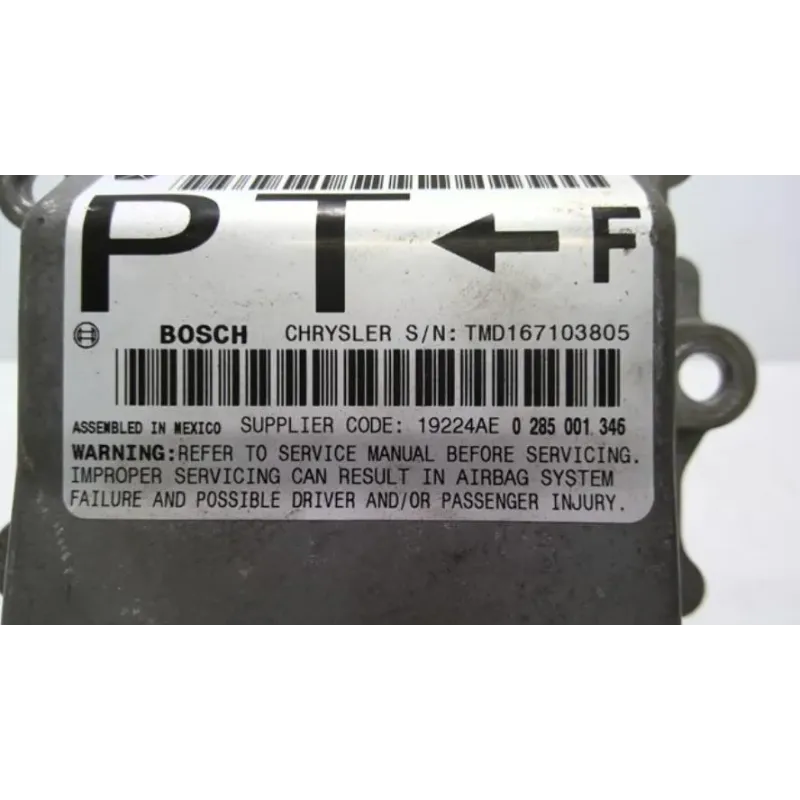 PT ← F
BOSCH CHRYSLER S/N: TMD167103805
ASSEMBLED IN MEXICO SUPPLIER CODE: 19224AE 0 285 001 346
WARNING:REFER TO SERVICE MANUAL BEFORE SERVICING.
IMPROPER SERVICING CAN RESULT IN AIRBAG SYSTEM
FAILURE AND POSSIBLE DRIVER AND/OR PASSENGER INJURY.